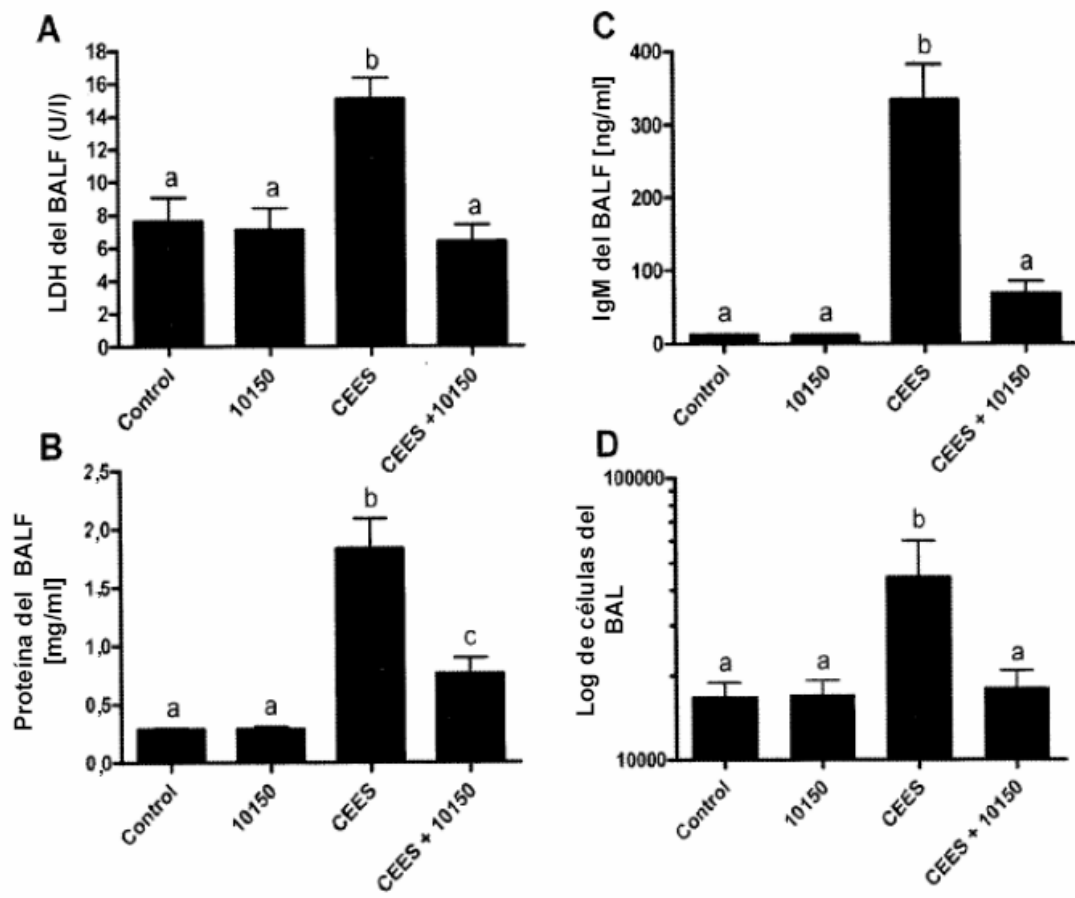 A
LDH del BALF (U/l)
18
16
14
12
10
8
6
4
2
0
a
a
b
a
Control
10150
CEES
CEES + 10150
B
Proteína del BALF
[mg/ml]
2,5
2,0
1,5
1,0
0,5
0,0
a
a
b
c
Control
10150
CEES
CEES + 10150
C
IgM del BALF [ng/ml]
400
300
200
100
0
a
a
b
a
Control
10150
CEES
CEES + 10150
D
Log de células del
BAL
100000
10000
a
a
b
a
Control
10150
CEES
CEES + 10150